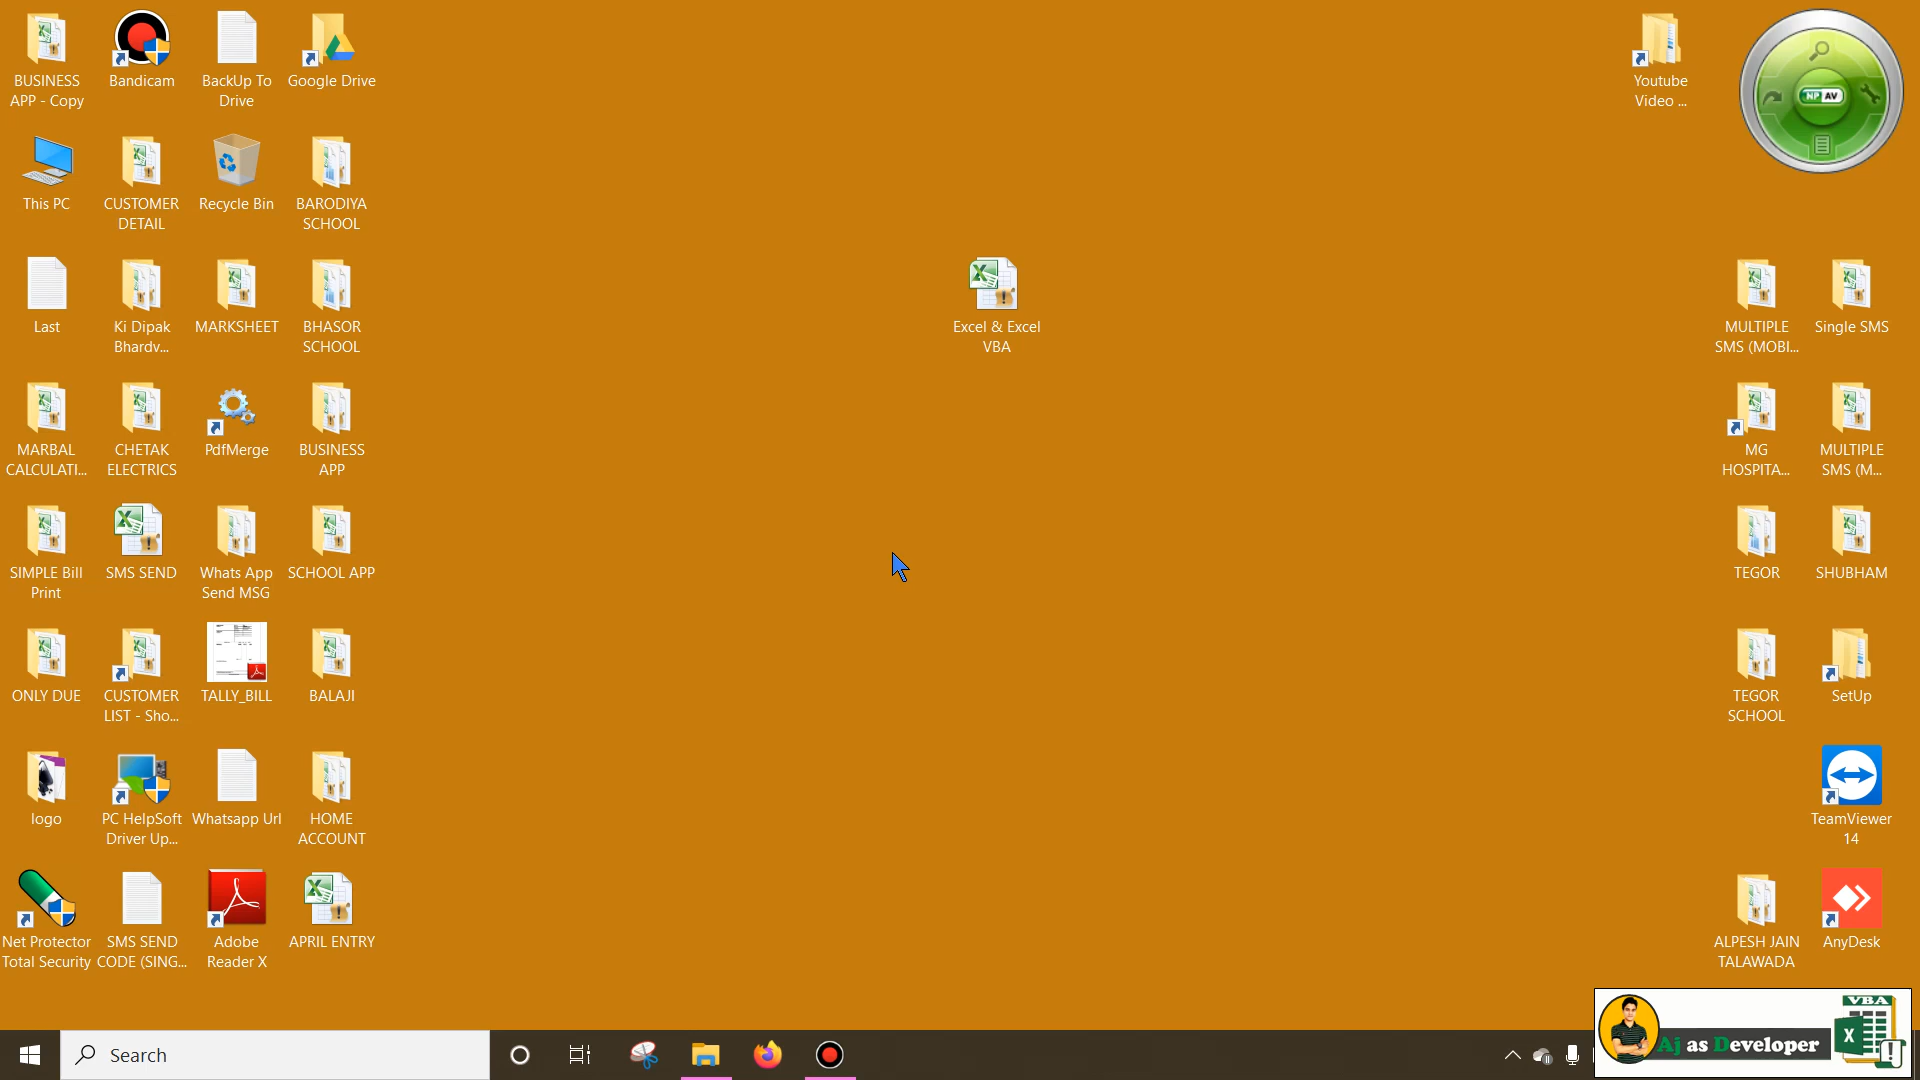 BUSINESS
APP - Copy
Bandicam
BackUp To
Drive
Google Drive
Youtube
Video ...
NP AV
This PC
CUSTOMER
DETAIL
Recycle Bin
BARODIYA
SCHOOL
Last
Ki Dipak
Bhardv...
MARKSHEET
BHASOR
SCHOOL
Excel & Excel
VBA
MULTIPLE
SMS (MOBI...
Single SMS
MARBAL
CALCULATI...
CHETAK
ELECTRICS
PdfMerge
BUSINESS
APP
MG
HOSPITA...
MULTIPLE
SMS (M...
SIMPLE Bill
Print
SMS SEND
Whats App
Send MSG
SCHOOL APP
TEGOR
SHUBHAM
ONLY DUE
CUSTOMER
LIST - Sho...
TALLY_BILL
BALAJI
TEGOR
SCHOOL
SetUp
logo
PC HelpSoft
Driver Up...
Whatsapp Url
HOME
ACCOUNT
TeamViewer
14
Net Protector
Total Security
SMS SEND
CODE (SING...
Adobe
Reader X
APRIL ENTRY
ALPESH JAIN
TALAWADA
AnyDesk
Search
Aj as Developer
VBA